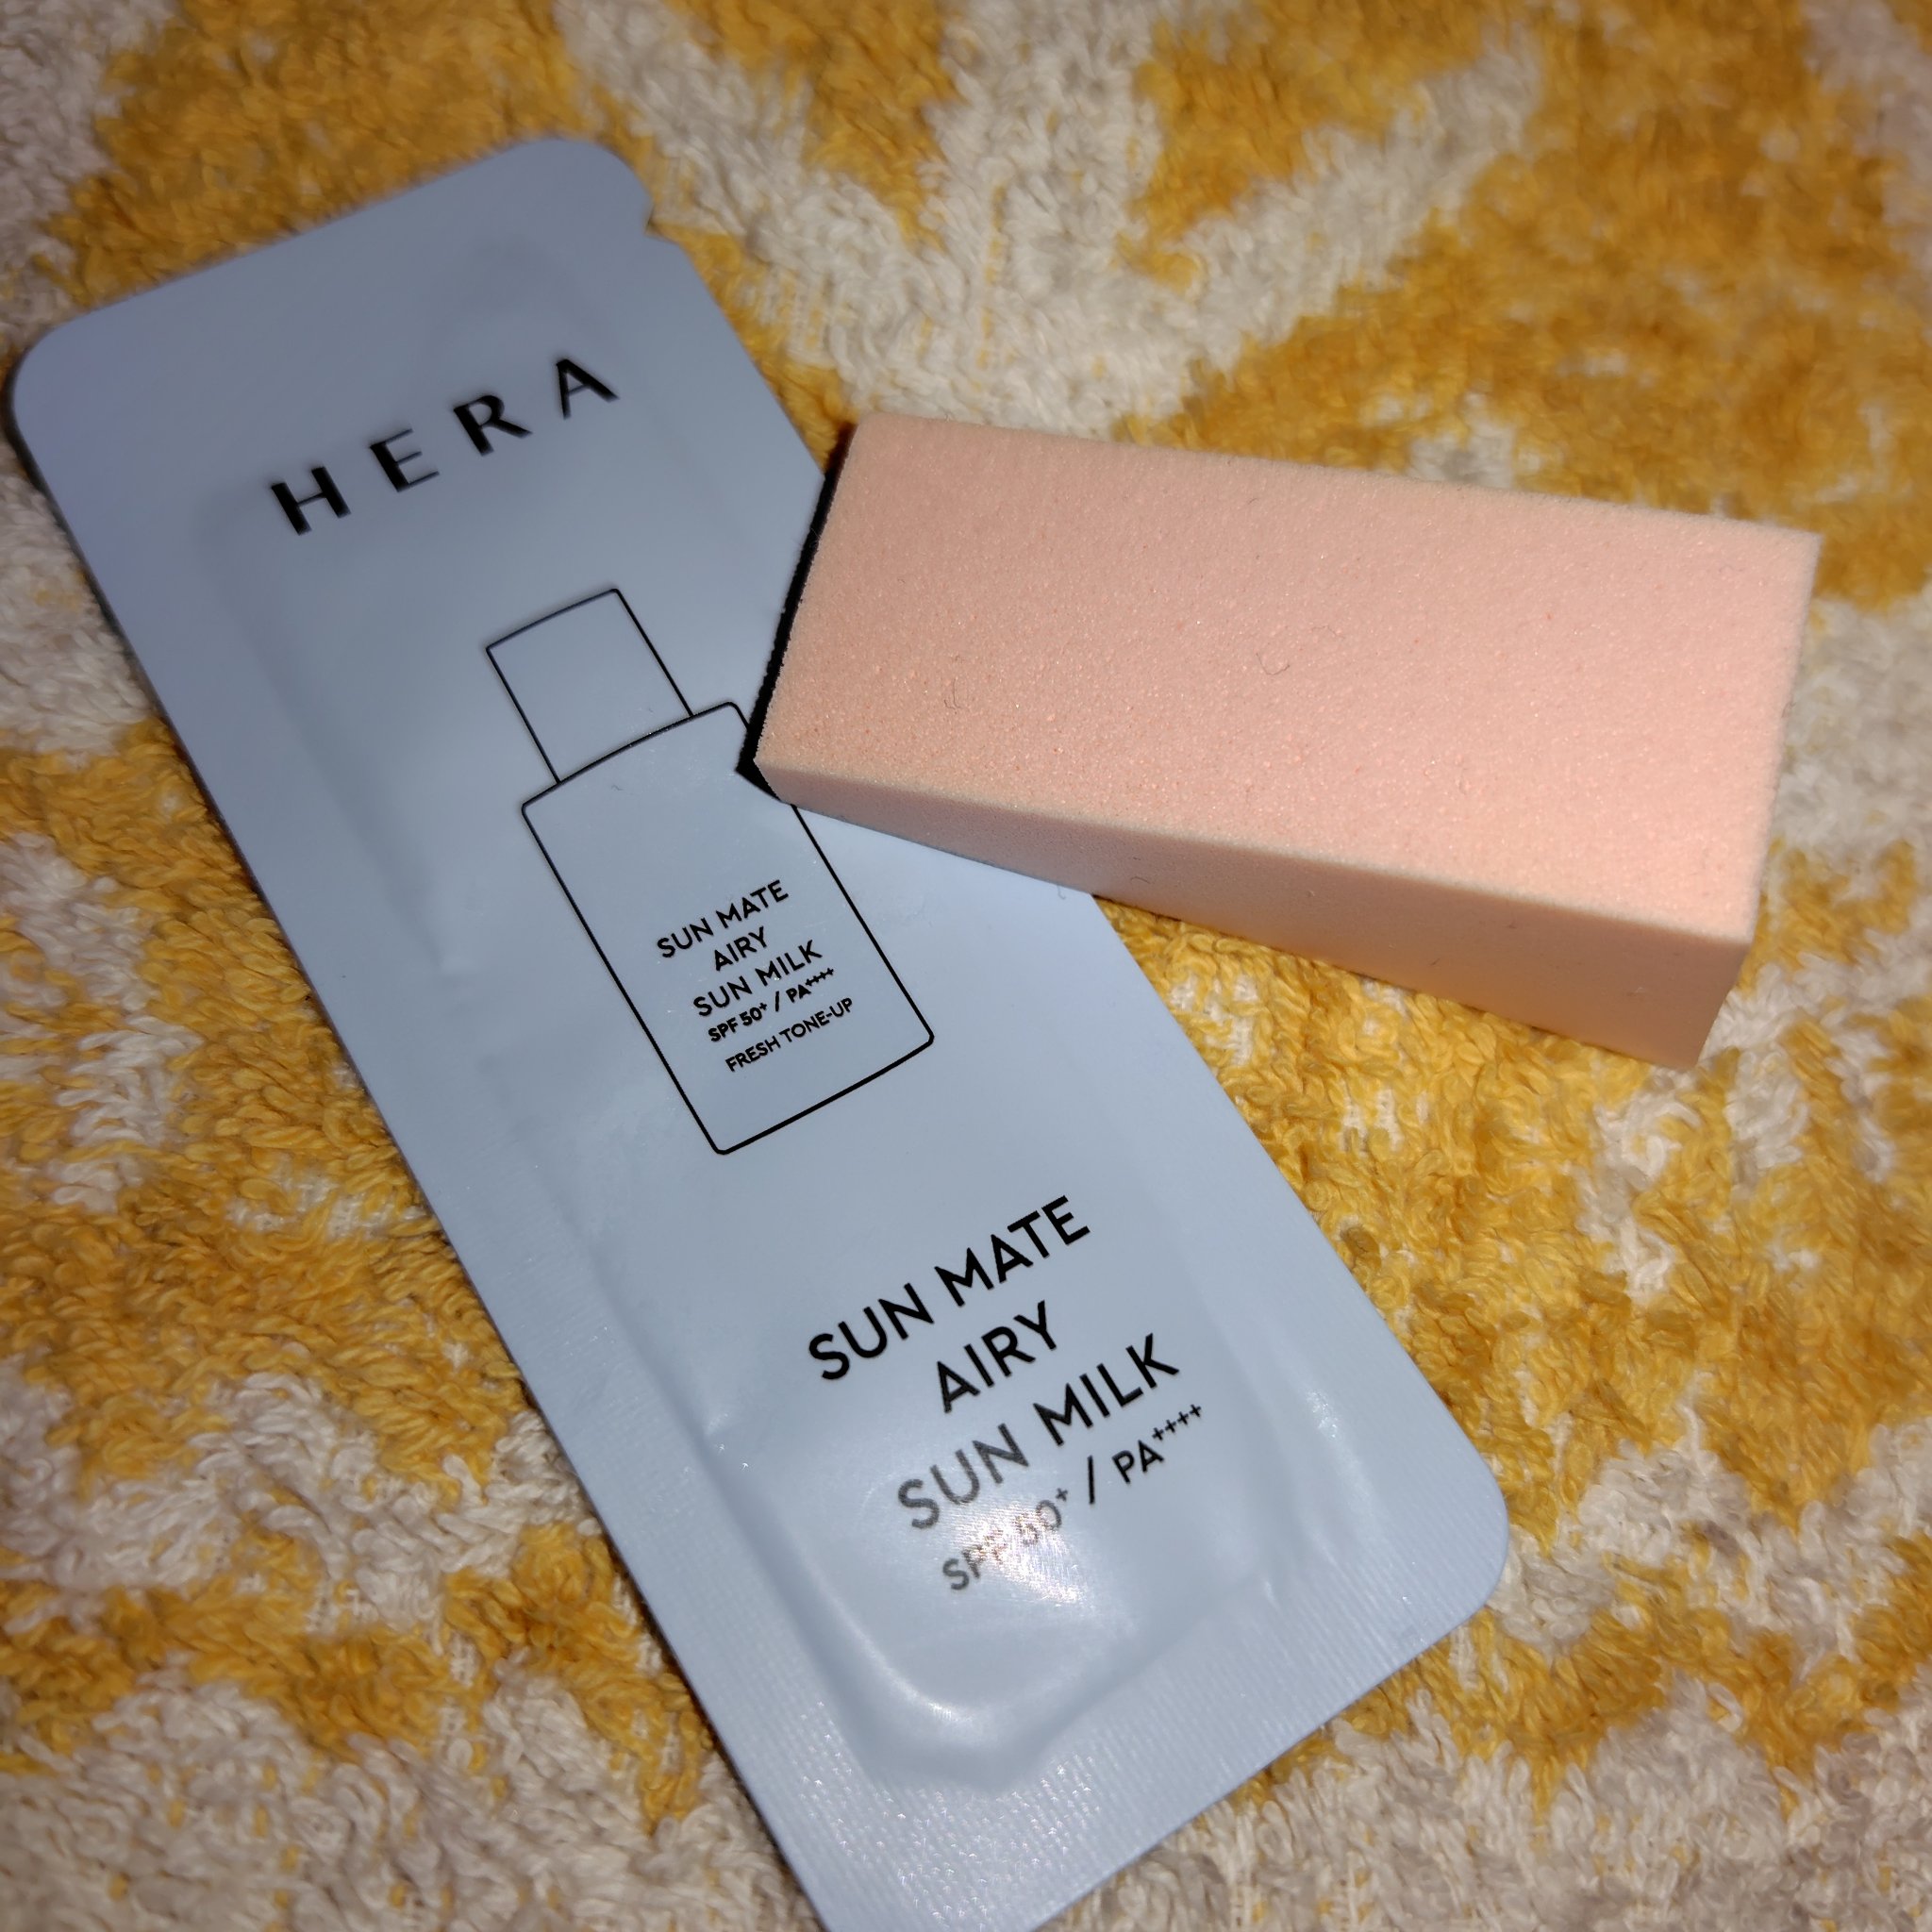 HERA
SUN MATE
AIRY
SUN MILK
SPF 50⁺ / PA⁺⁺⁺⁺
FRESH TONE-UP
SUN MATE
AIRY
SUN MILK
SPF 50⁺ / PA⁺⁺⁺⁺